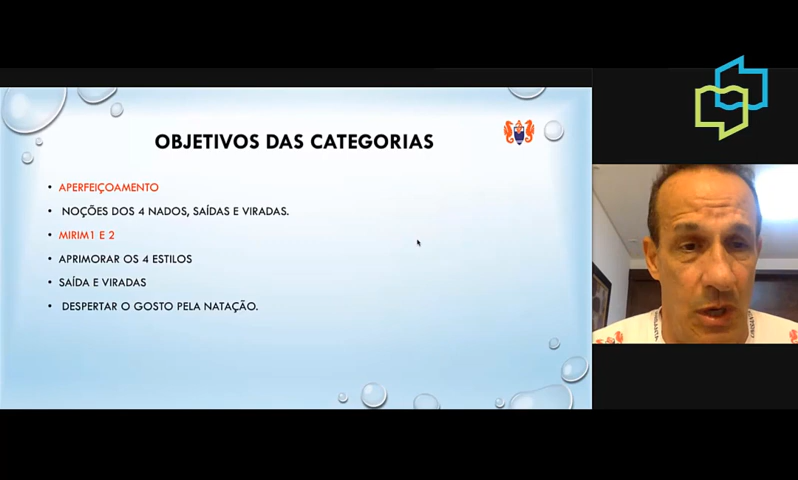 OBJETIVOS DAS CATEGORIAS
• APERFEIÇOAMENTO
• NOÇÕES DOS 4 NADOS, SAÍDAS E VIRADAS.
• MIRIM1 E 2
• APRIMORAR OS 4 ESTILOS
• SAÍDA E VIRADAS
• DESPERTAR O GOSTO PELA NATAÇÃO.